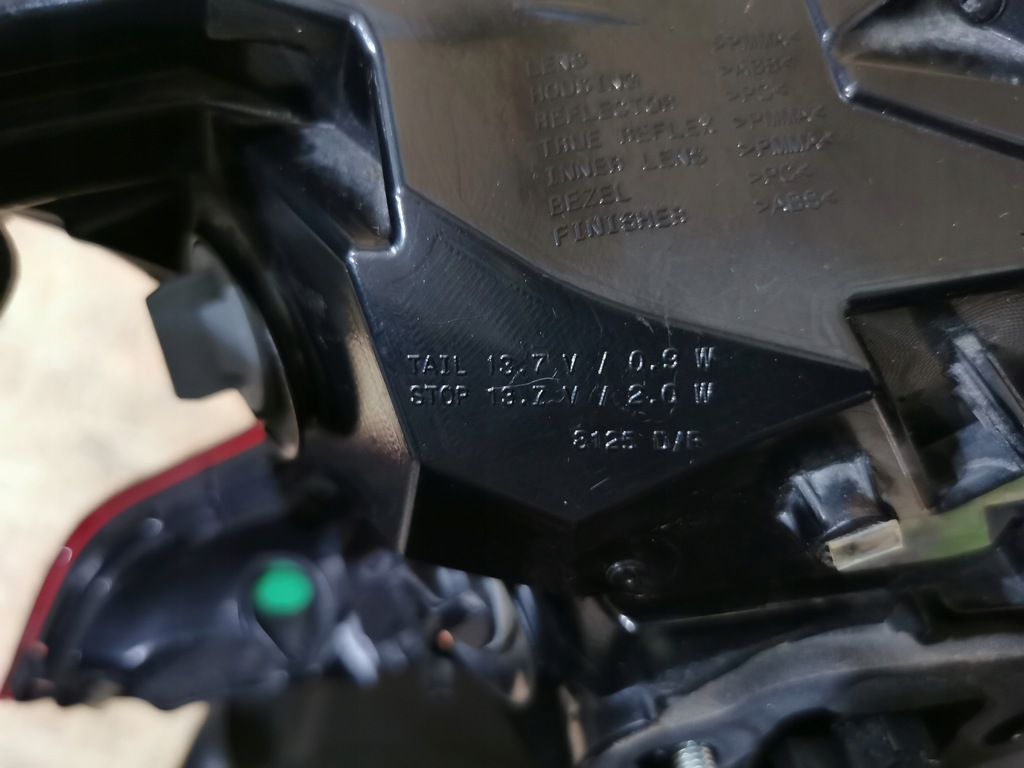 LENS >PMMA<
HOUSING >ABS<
REFLECTOR >PC<
TRUE REFLEX >PMMA<
INNER LENS >PMMA<
BEZEL >PC<
FINISHER >ABS<
TAIL 13.7 V / 0.9 W
STOP 13.7 V / 2.0 W
8125 D/R